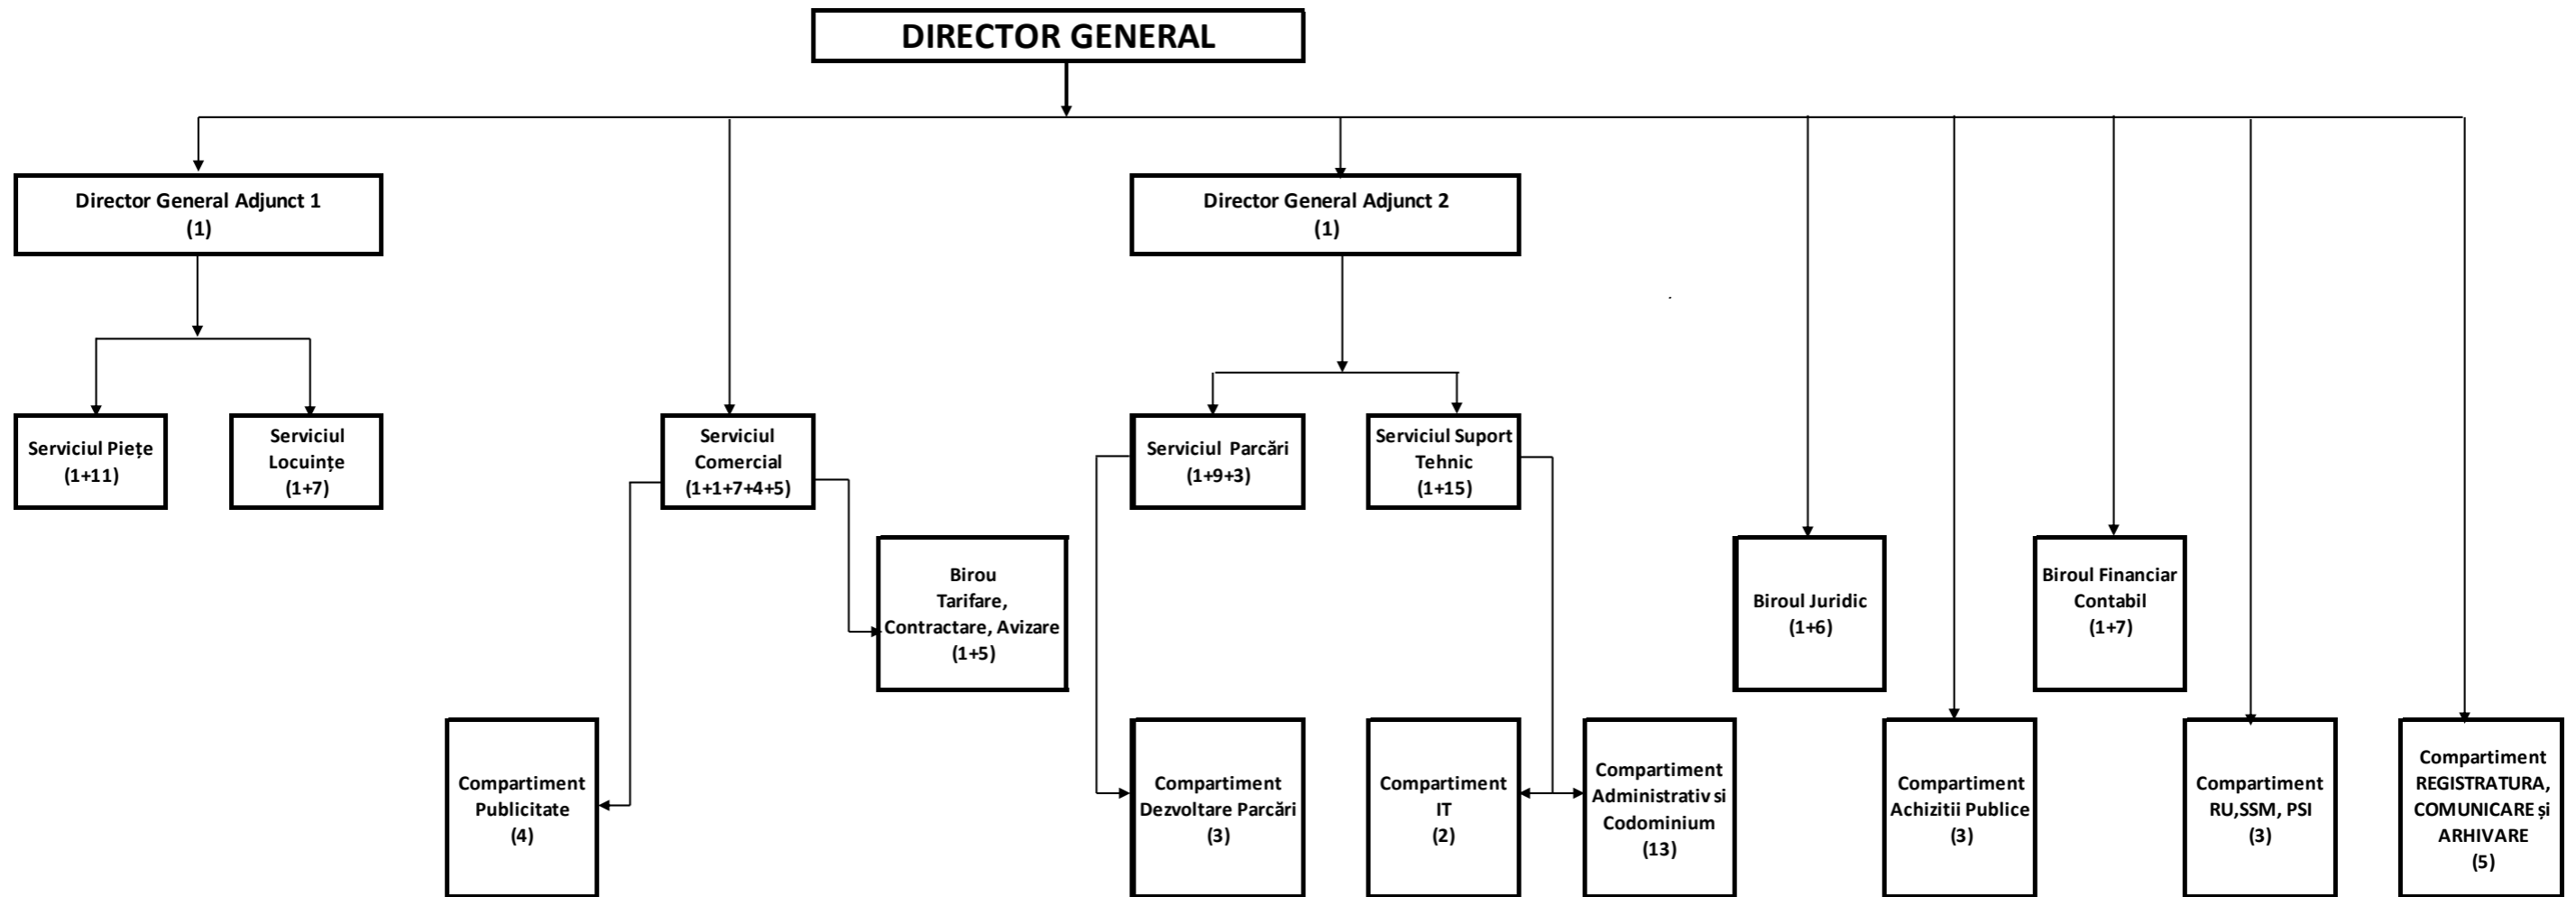 DIRECTOR GENERAL
Director General Adjunct 1
(1)
Director General Adjunct 2
(1)
Serviciul Piețe
(1+11)
Serviciul
Locuințe
(1+7)
Serviciul
Comercial
(1+1+7+4+5)
Serviciul Parcări
(1+9+3)
Serviciul Suport
Tehnic
(1+15)
Birou
Tarifare,
Contractare, Avizare
(1+5)
Biroul Juridic
(1+6)
Biroul Financiar
Contabil
(1+7)
Compartiment
Publicitate
(4)
Compartiment
Dezvoltare Parcări
(3)
Compartiment
IT
(2)
Compartiment
Administrativ si
Codominium
(13)
Compartiment
Achizitii Publice
(3)
Compartiment
RU,SSM, PSI
(3)
Compartiment
REGISTRATURA,
COMUNICARE și
ARHIVARE
(5)